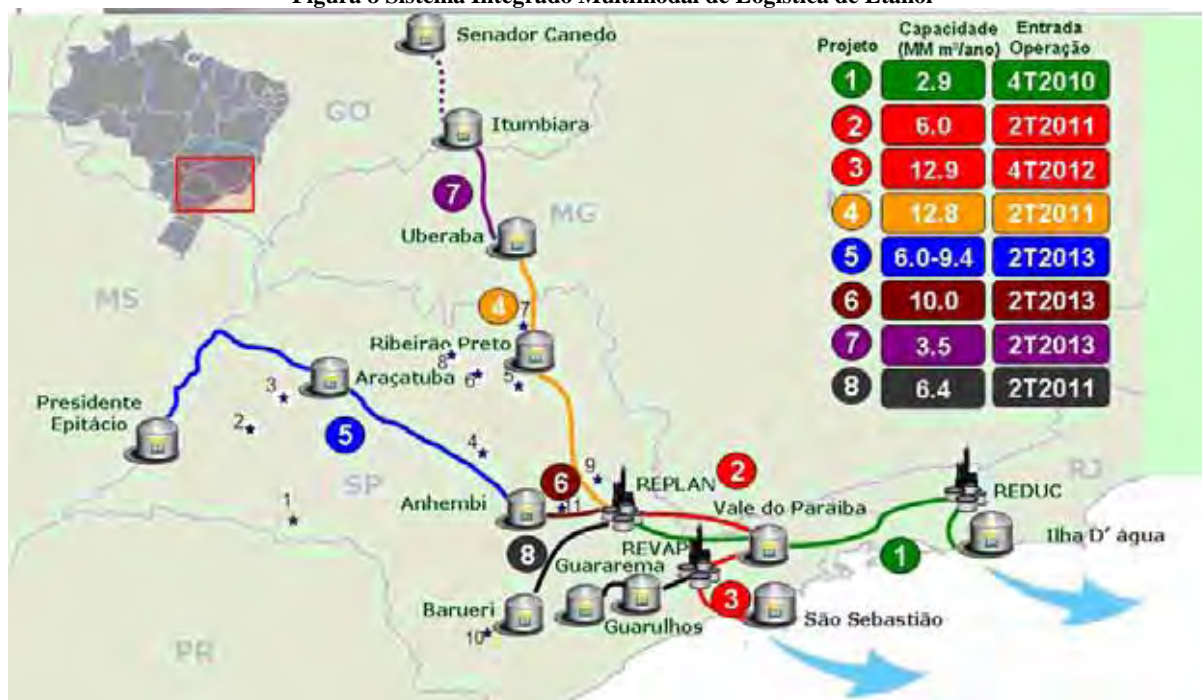 Figura 8 Sistema Integrado Multimodal de Logística de Etanol
Senador Canedo
GO
Itumbiara
7
MG
Uberaba
MS
4
7
Ribeirão Preto
8
6
5
Araçatuba
3
Presidente
Epitácio
2
5
4
SP
1
Anhembi
6
11
9
REPLAN
2
Vale do Paraíba
REDUC
RJ
Ilha D´ água
1
8
REVAP
Guararema
Barueri
10
Guarulhos
3
São Sebastião
PR
Projeto
Capacidade
(MM m³/ano)
Entrada
Operação
1 2.9 4T2010
2 6.0 2T2011
3 12.9 4T2012
4 12.8 2T2011
5 6.0-9.4 2T2013
6 10.0 2T2013
7 3.5 2T2013
8 6.4 2T2011